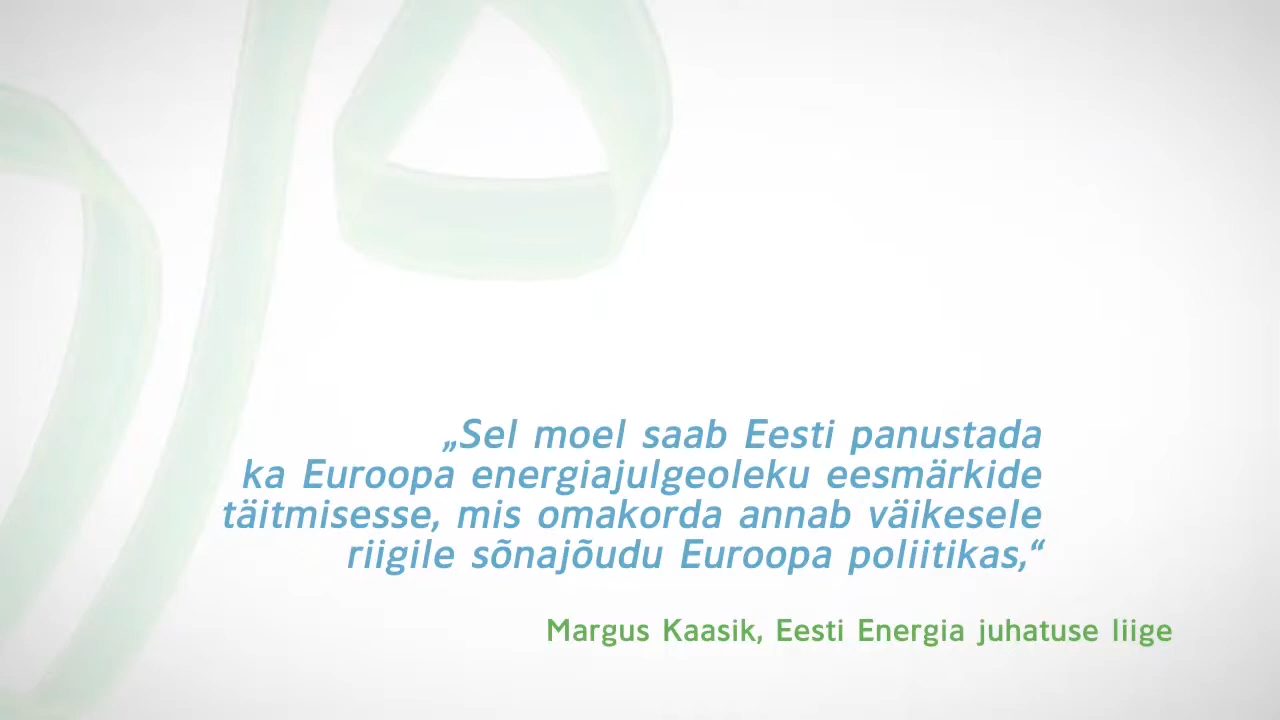 „Sel moel saab Eesti panustada
ka Euroopa energiajulgeoleku eesmärkide
täitmisesse, mis omakorda annab väikesele
riigile sõnajõudu Euroopa poliitikas,“
Margus Kaasik, Eesti Energia juhatuse liige